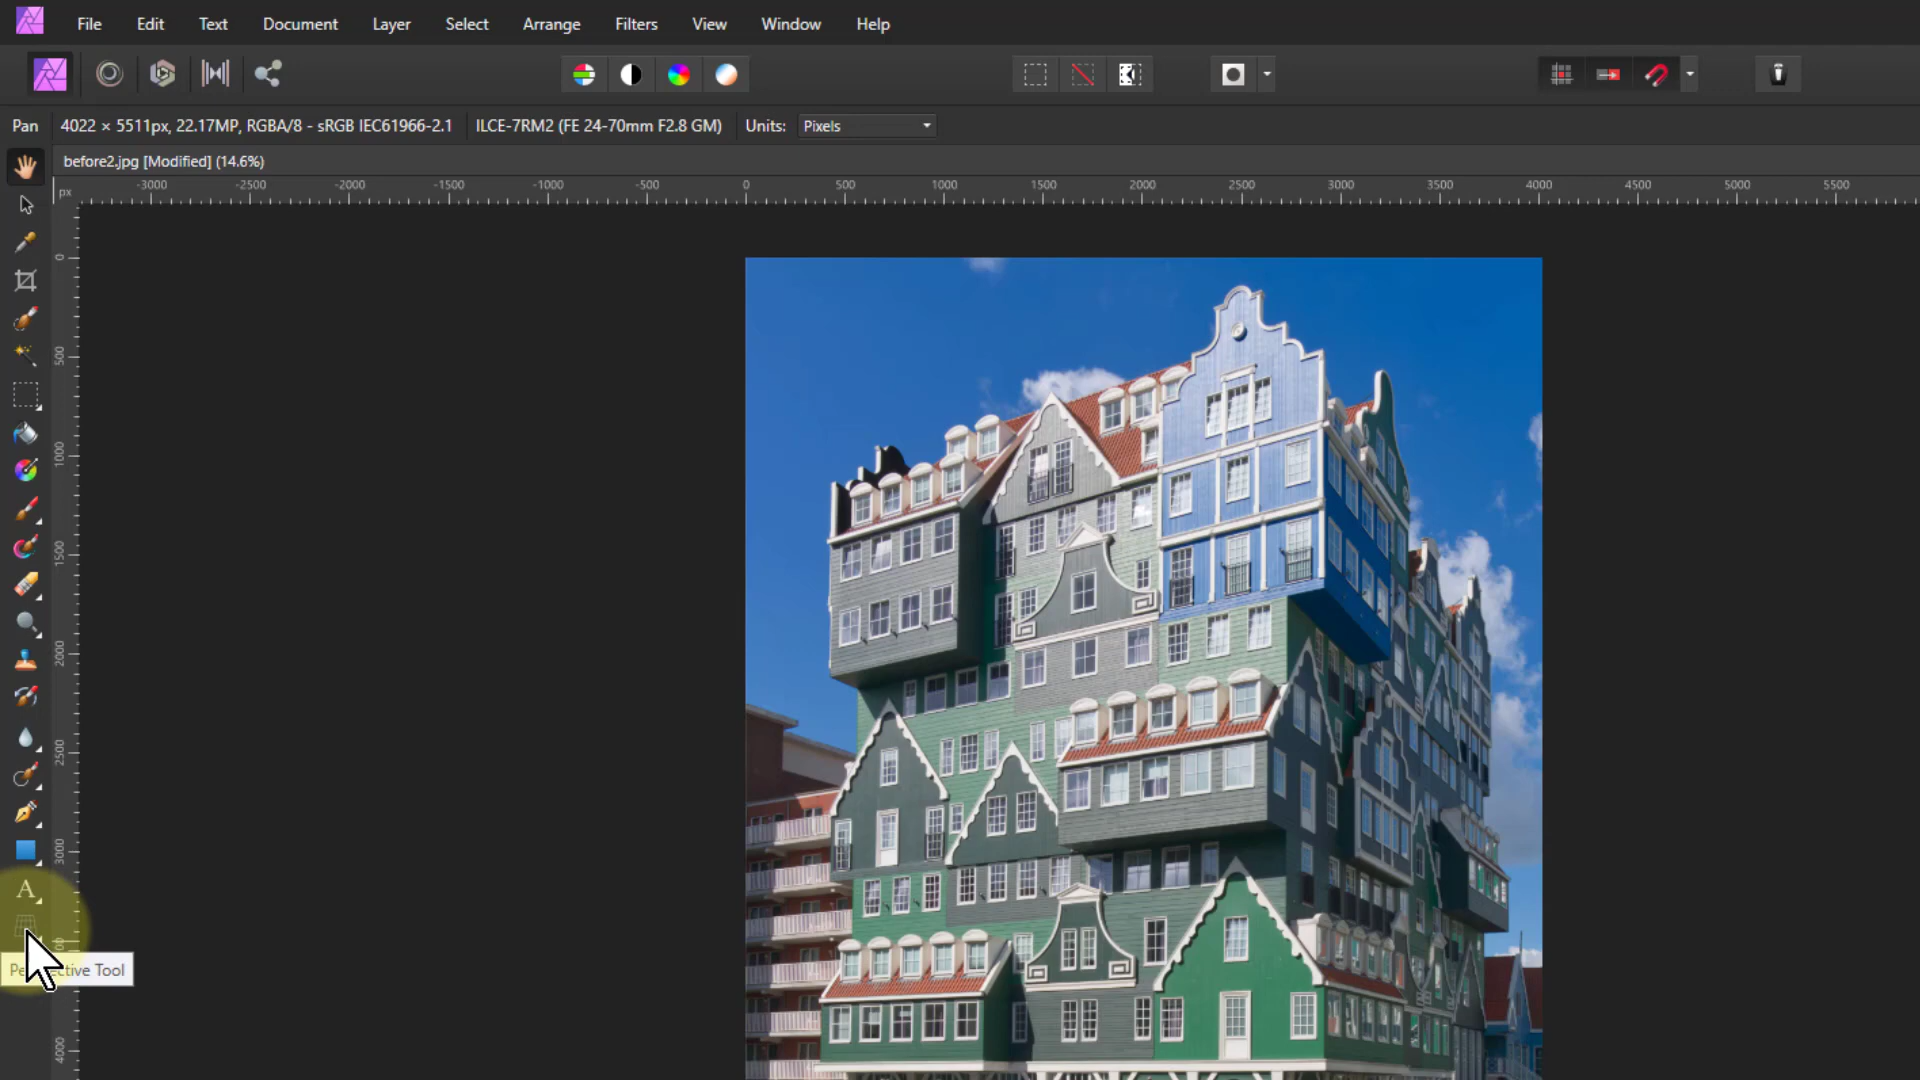 File Edit Text Document Layer Select Arrange Filters View Window Help
Pan 4022 × 5511px, 22.17MP, RGBA/8 - sRGB IEC61966-2.1 ILCE-7RM2 (FE 24-70mm F2.8 GM) Units: Pixels
before2.jpg [Modified] (14.6%)
px -3000 -2500 -2000 -1500 -1000 -500 0 500 1000 1500 2000 2500 3000 3500 4000 4500 5000 5500
0
500
1000
1500
2000
2500
3000
A
Tool
4000